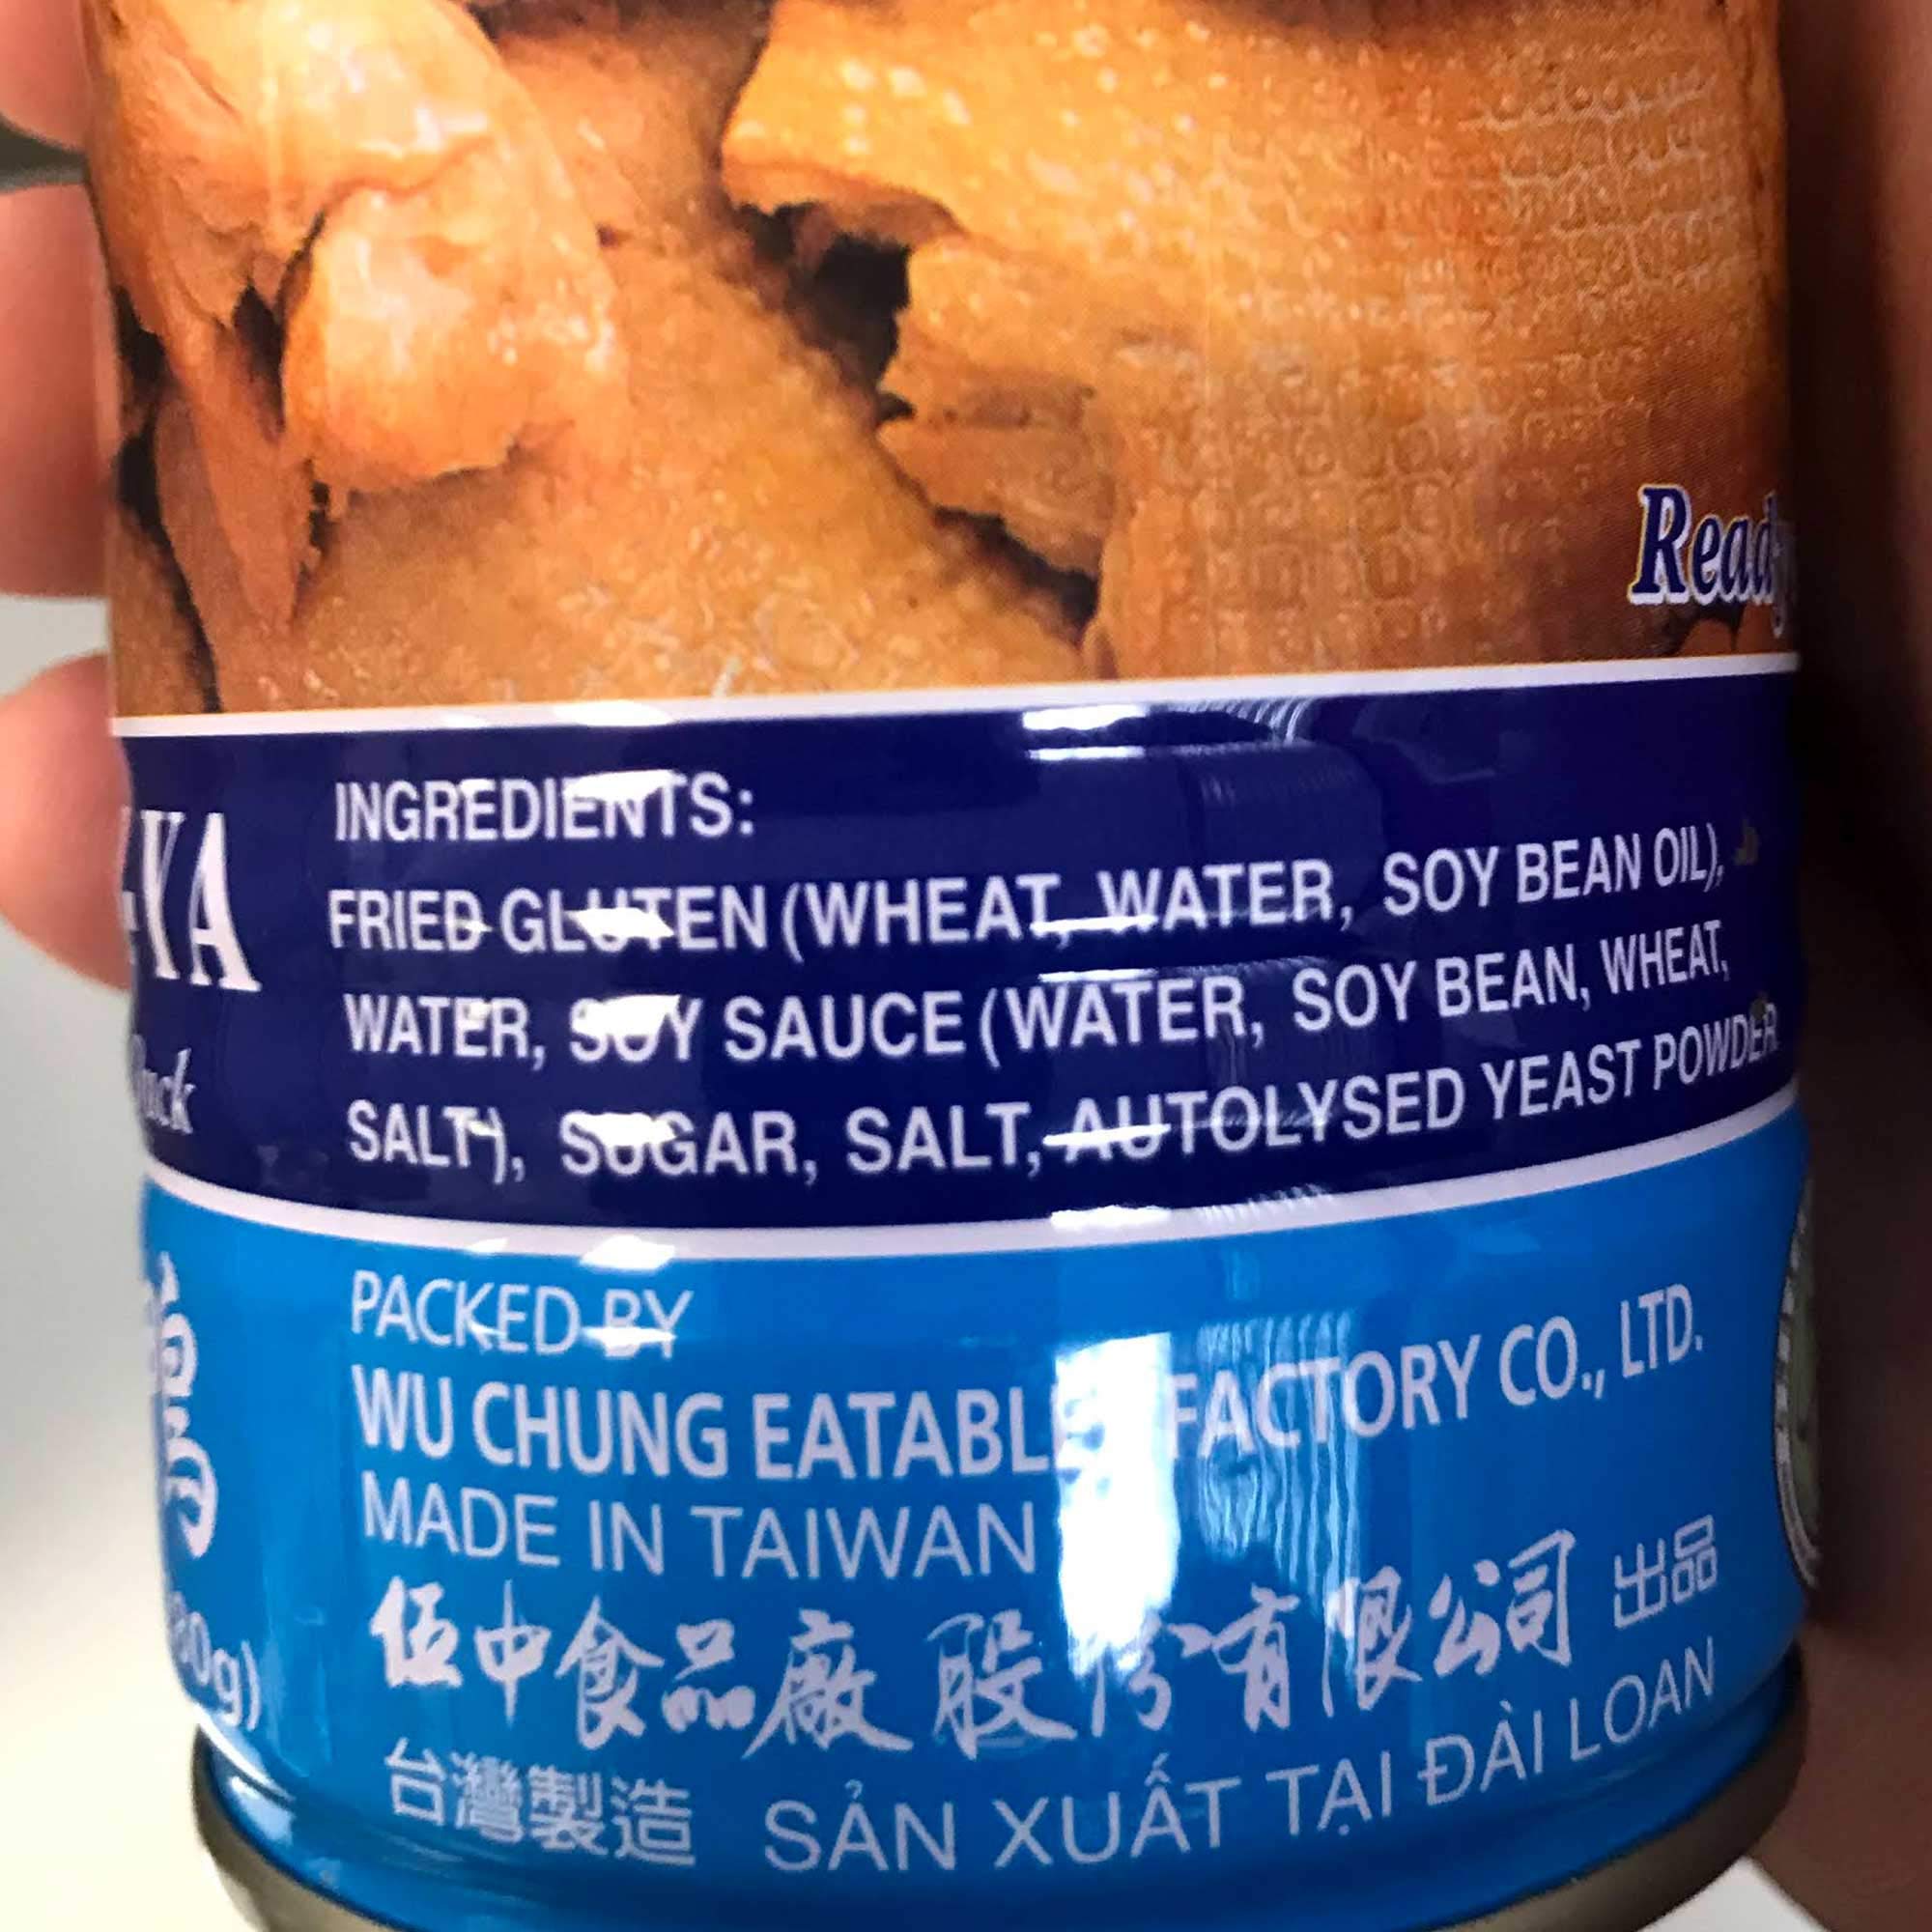 Ready
-YA
INGREDIENTS:
FRIED GLUTEN (WHEAT, WATER, SOY BEAN OIL),
WATER, SOY SAUCE (WATER, SOY BEAN, WHEAT,
SALT), SUGAR, SALT, AUTOLYSED YEAST POWDER
PACKED BY
WU CHUNG EATABLES FACTORY CO., LTD.
MADE IN TAIWAN
伍中食品廠股份有限公司 出品
台灣製造 SẢN XUẤT TẠI ĐÀI LOAN